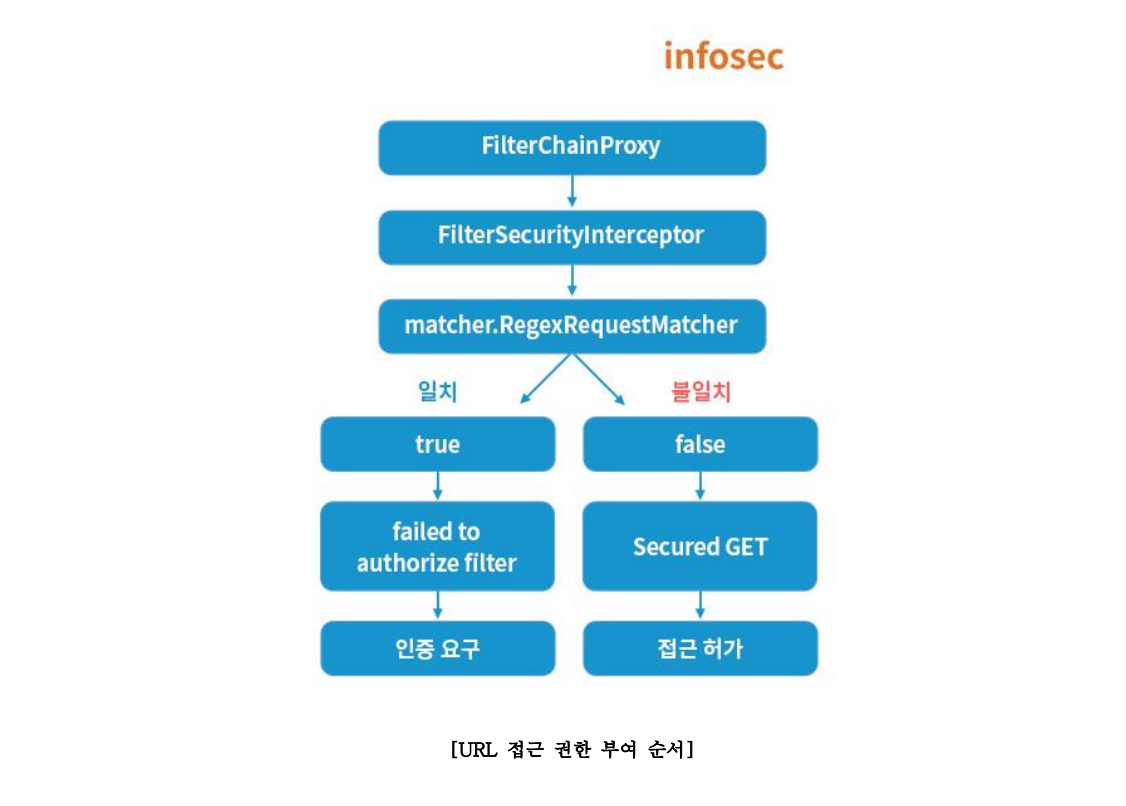 infosec
FilterChainProxy
FilterSecurityInterceptor
matcher.RegexRequestMatcher
일치
불일치
true
false
failed to
authorize filter
Secured GET
인증 요구
접근 허가
[URL 접근 권한 부여 순서]